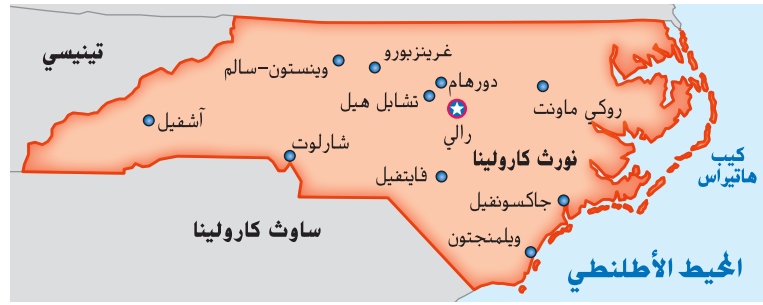 تينيسي
غرينزبورو
وينستون-سالم
دورهام
تشابل هيل
روكي ماونت
آشفيل
رالي
شارلوت
نورث كارولينا
كيب
هاتيراس
فايتفيل
جاكسونفيل
ساوث كارولينا
ويلمنجتون
المحيط الأطلنطي